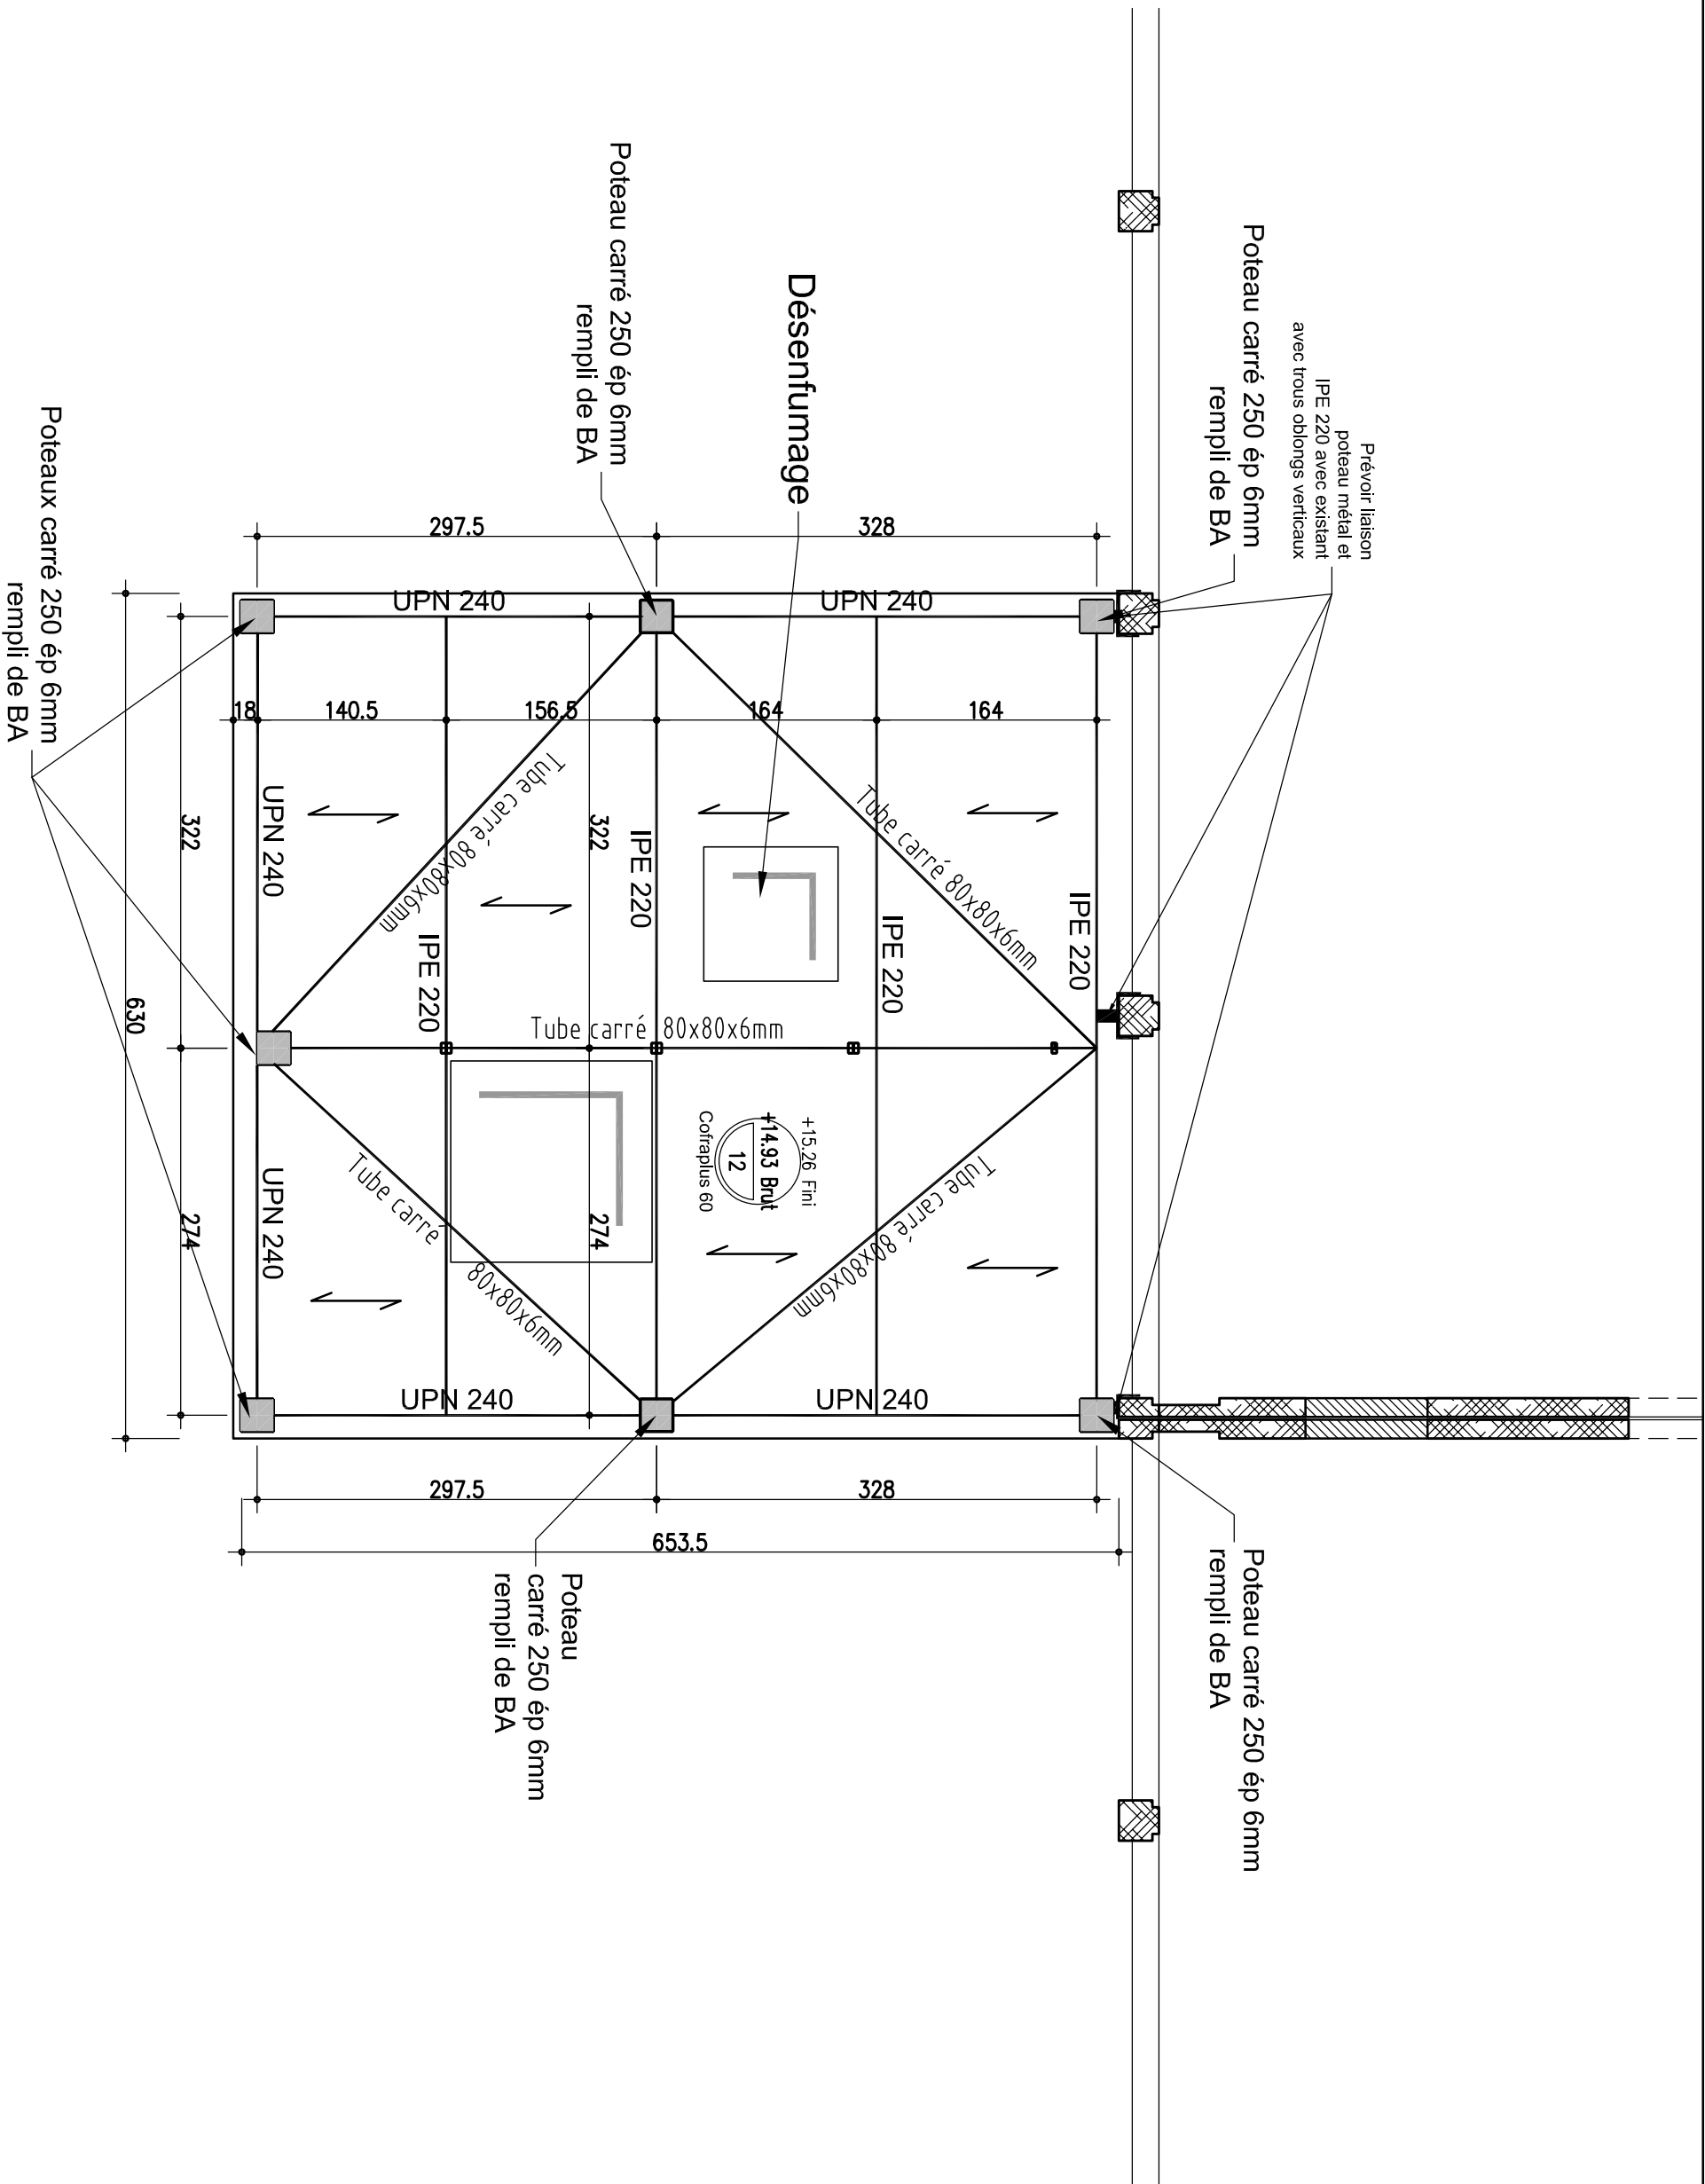 Prévoir liaison
poteau métal et
IPE 220 avec existant
avec trous oblongs verticaux
Poteau carré 250 ép 6mm
rempli de BA
Désenfumage
Poteau carré 250 ép 6mm
rempli de BA
Poteaux carré 250 ép 6mm
rempli de BA
Poteau carré 250 ép 6mm
rempli de BA
Poteau
carré 250 ép 6mm
rempli de BA
297.5
328
UPN 240
UPN 240
18
140.5
156.5
164
164
Tube carré 80x80x6mm
Tube carré 80x80x6mm
322
322
UPN 240
IPE 220
IPE 220
IPE 220
IPE 220
630
Tube carré 80x80x6mm
+15.26 Fini
+14.93 Brut
12
Cofraplus 60
Tube carré 80x80x6mm
Tube carré 80x80x6mm
274
274
UPN 240
UPN 240
UPN 240
297.5
328
653.5